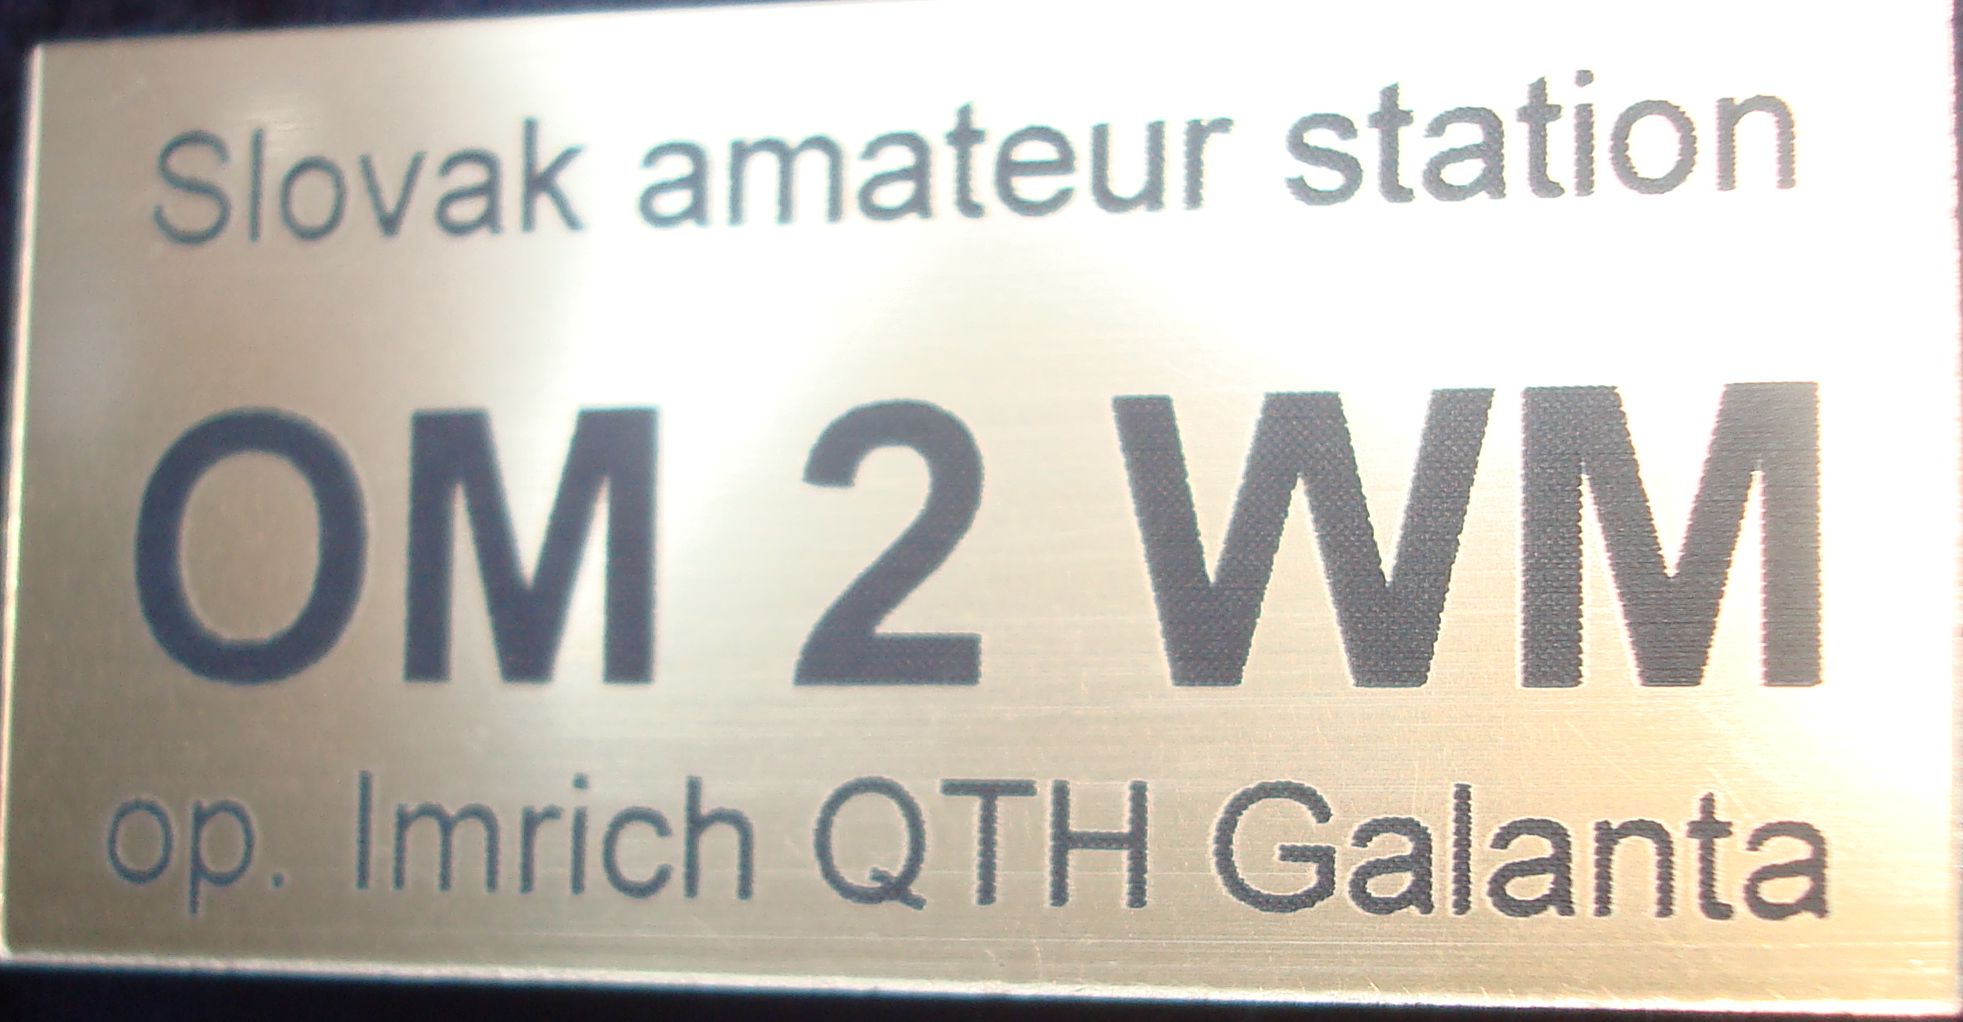 Slovak amateur station
OM 2 WM
op. Imrich QTH Galanta